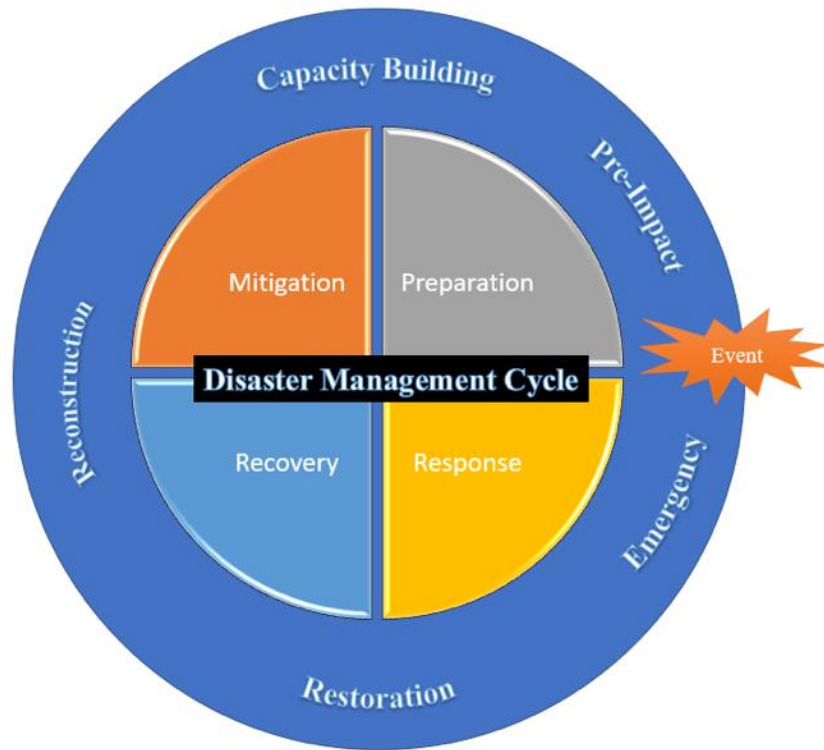 Capacity Building
Pre-Impact
Mitigation
Preparation
Reconstruction
Event
Disaster Management Cycle
Recovery
Response
Emergency
Restoration